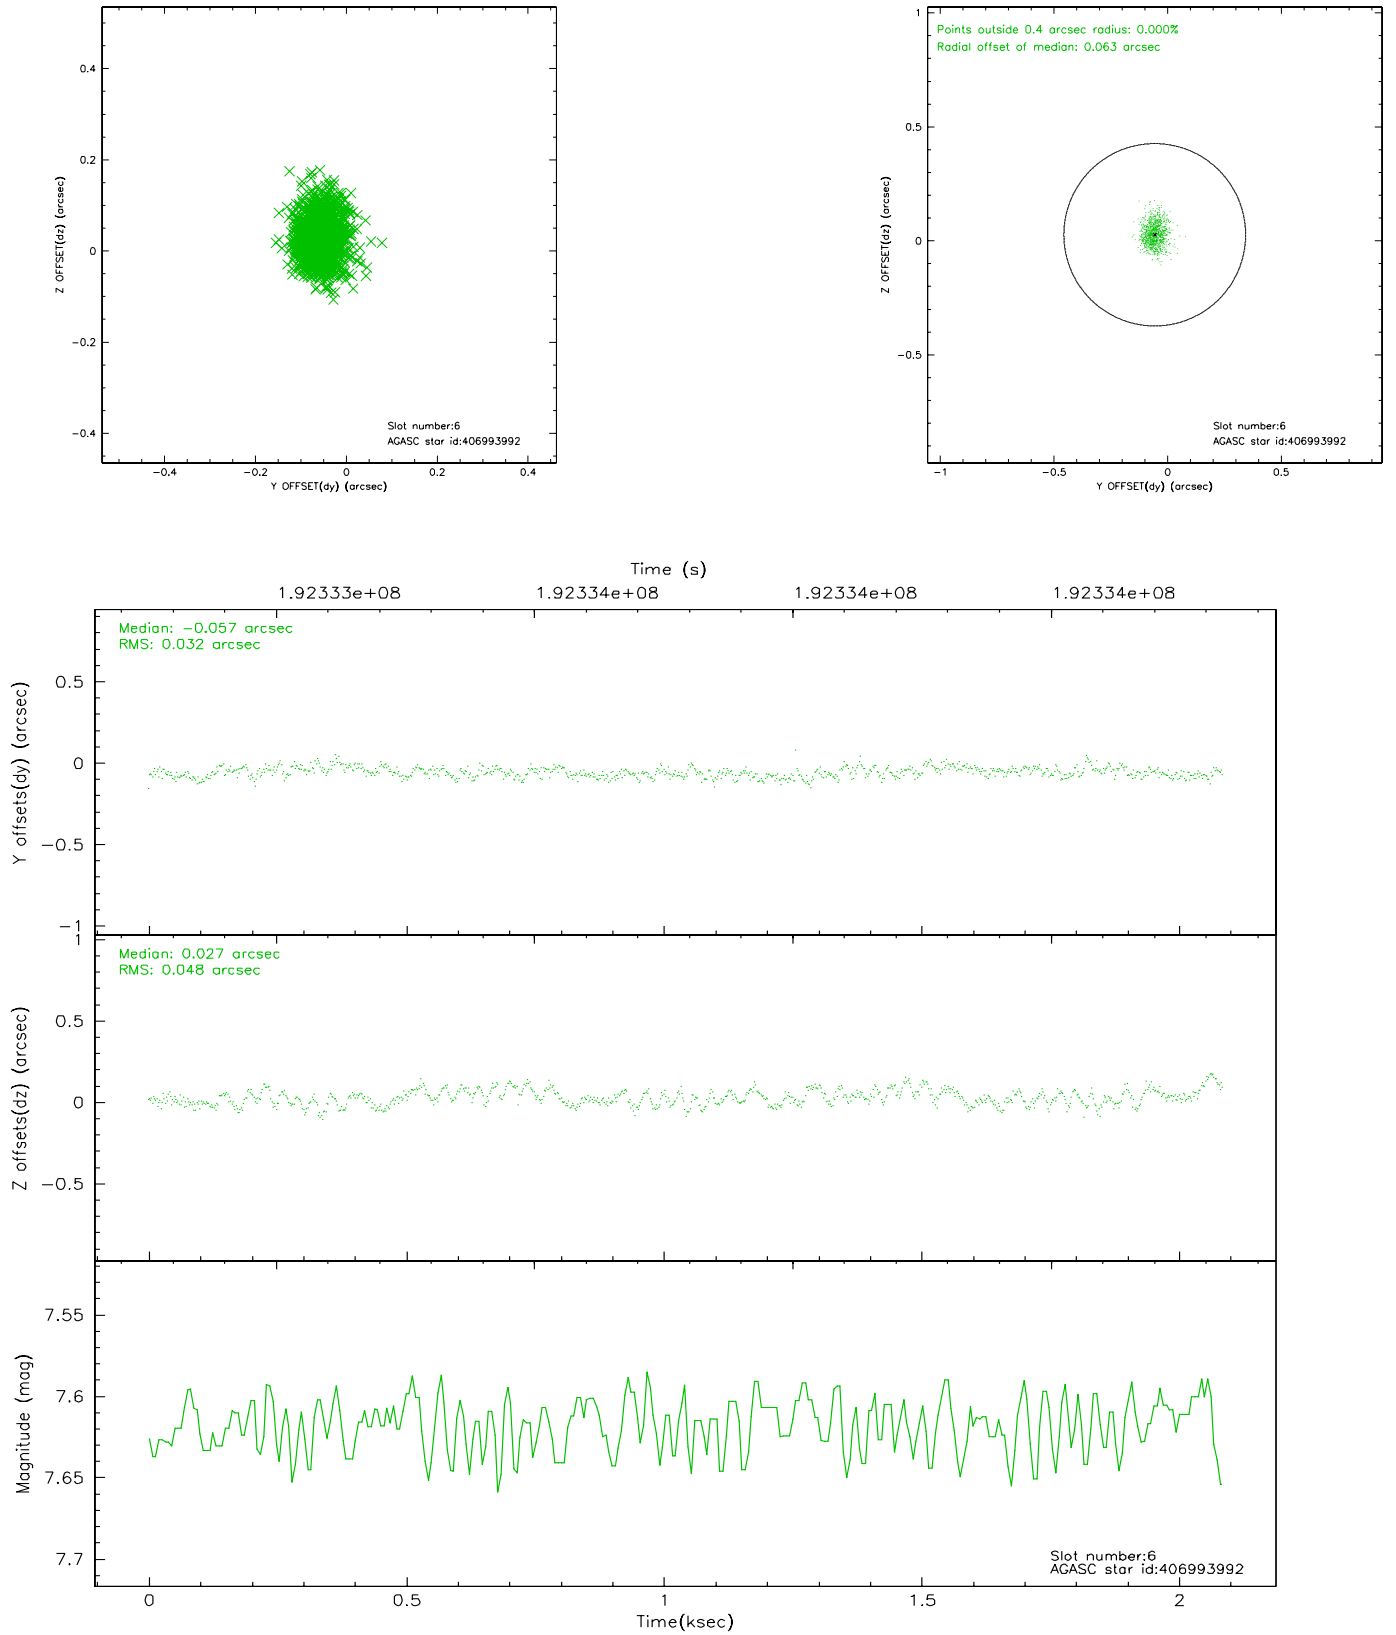 0.4
0.2
0
−0.2
−0.4
Z OFFSET(dz) (arcsec)
Slot number:6
AGASC star id:406993992
−0.4 −0.2 0 0.2 0.4
Y OFFSET(dy) (arcsec)
Points outside 0.4 arcsec radius: 0.000%
Radial offset of median: 0.063 arcsec
1
0.5
0
−0.5
Z OFFSET(dz) (arcsec)
Slot number:6
AGASC star id:406993992
−1 −0.5 0 0.5
Y OFFSET(dy) (arcsec)
Time (s)
1.92333e+08 1.92334e+08 1.92334e+08 1.92334e+08
Median: −0.057 arcsec
RMS: 0.032 arcsec
0.5
0
−0.5
−1
Y offsets(dy) (arcsec)
Median: 0.027 arcsec
RMS: 0.048 arcsec
1
0.5
0
−0.5
Z offsets(dz) (arcsec)
7.55
7.6
7.65
7.7
Magnitude (mag)
Slot number:6
AGASC star id:406993992
0 0.5 1 1.5 2
Time(ksec)